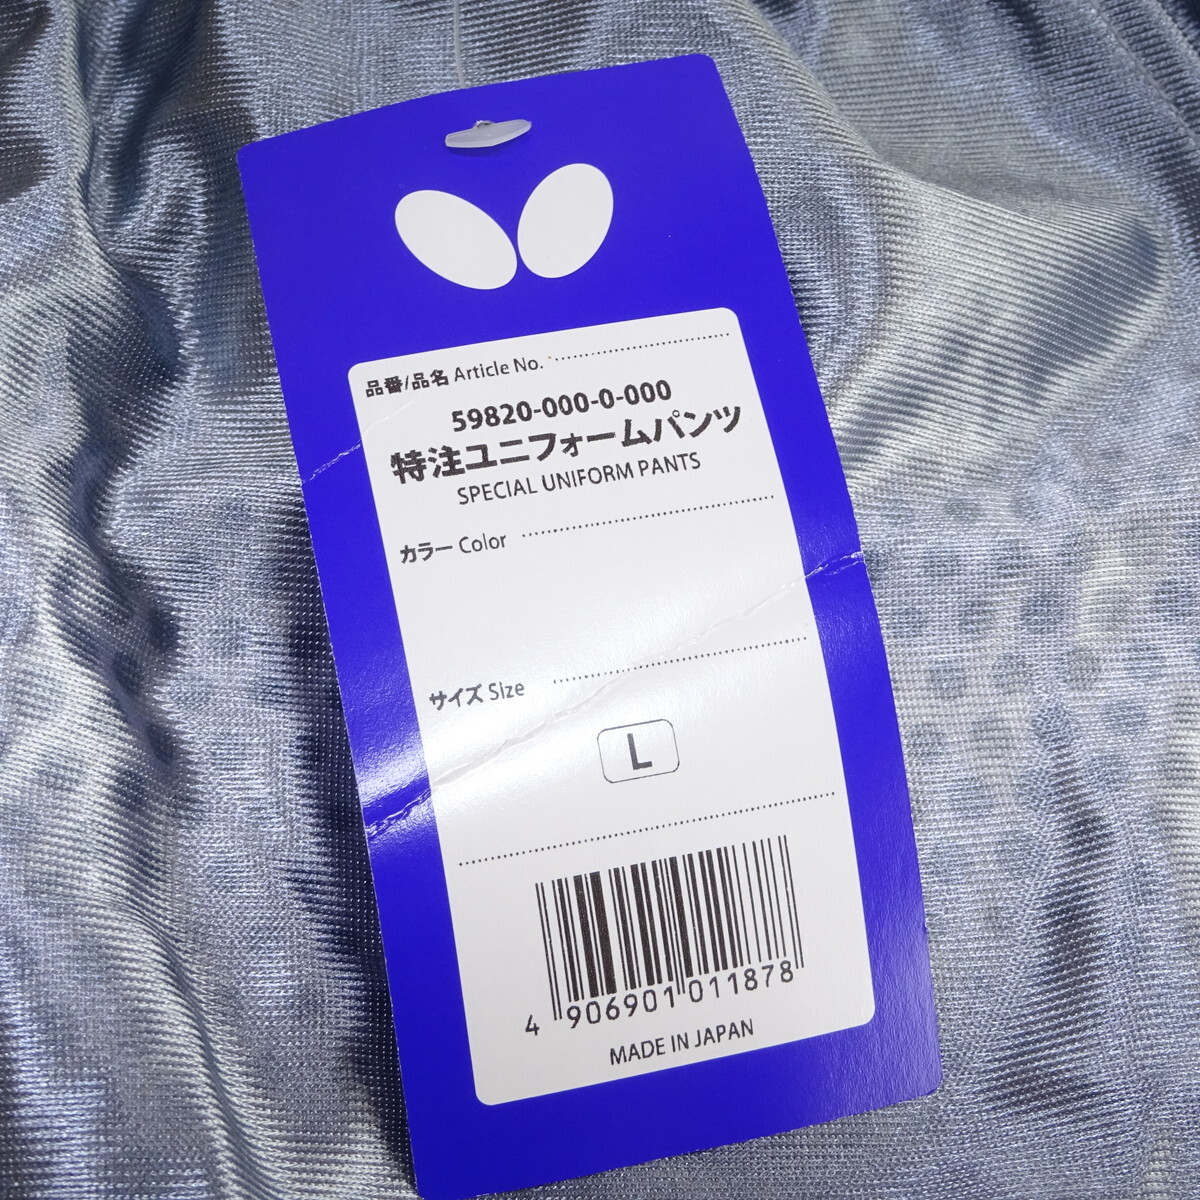 品番/品名 Article No.
59820-000-0-000
特注ユニフォームパンツ
SPECIAL UNIFORM PANTS
カラー Color
サイズ Size
L
4 906901 011878
MADE IN JAPAN